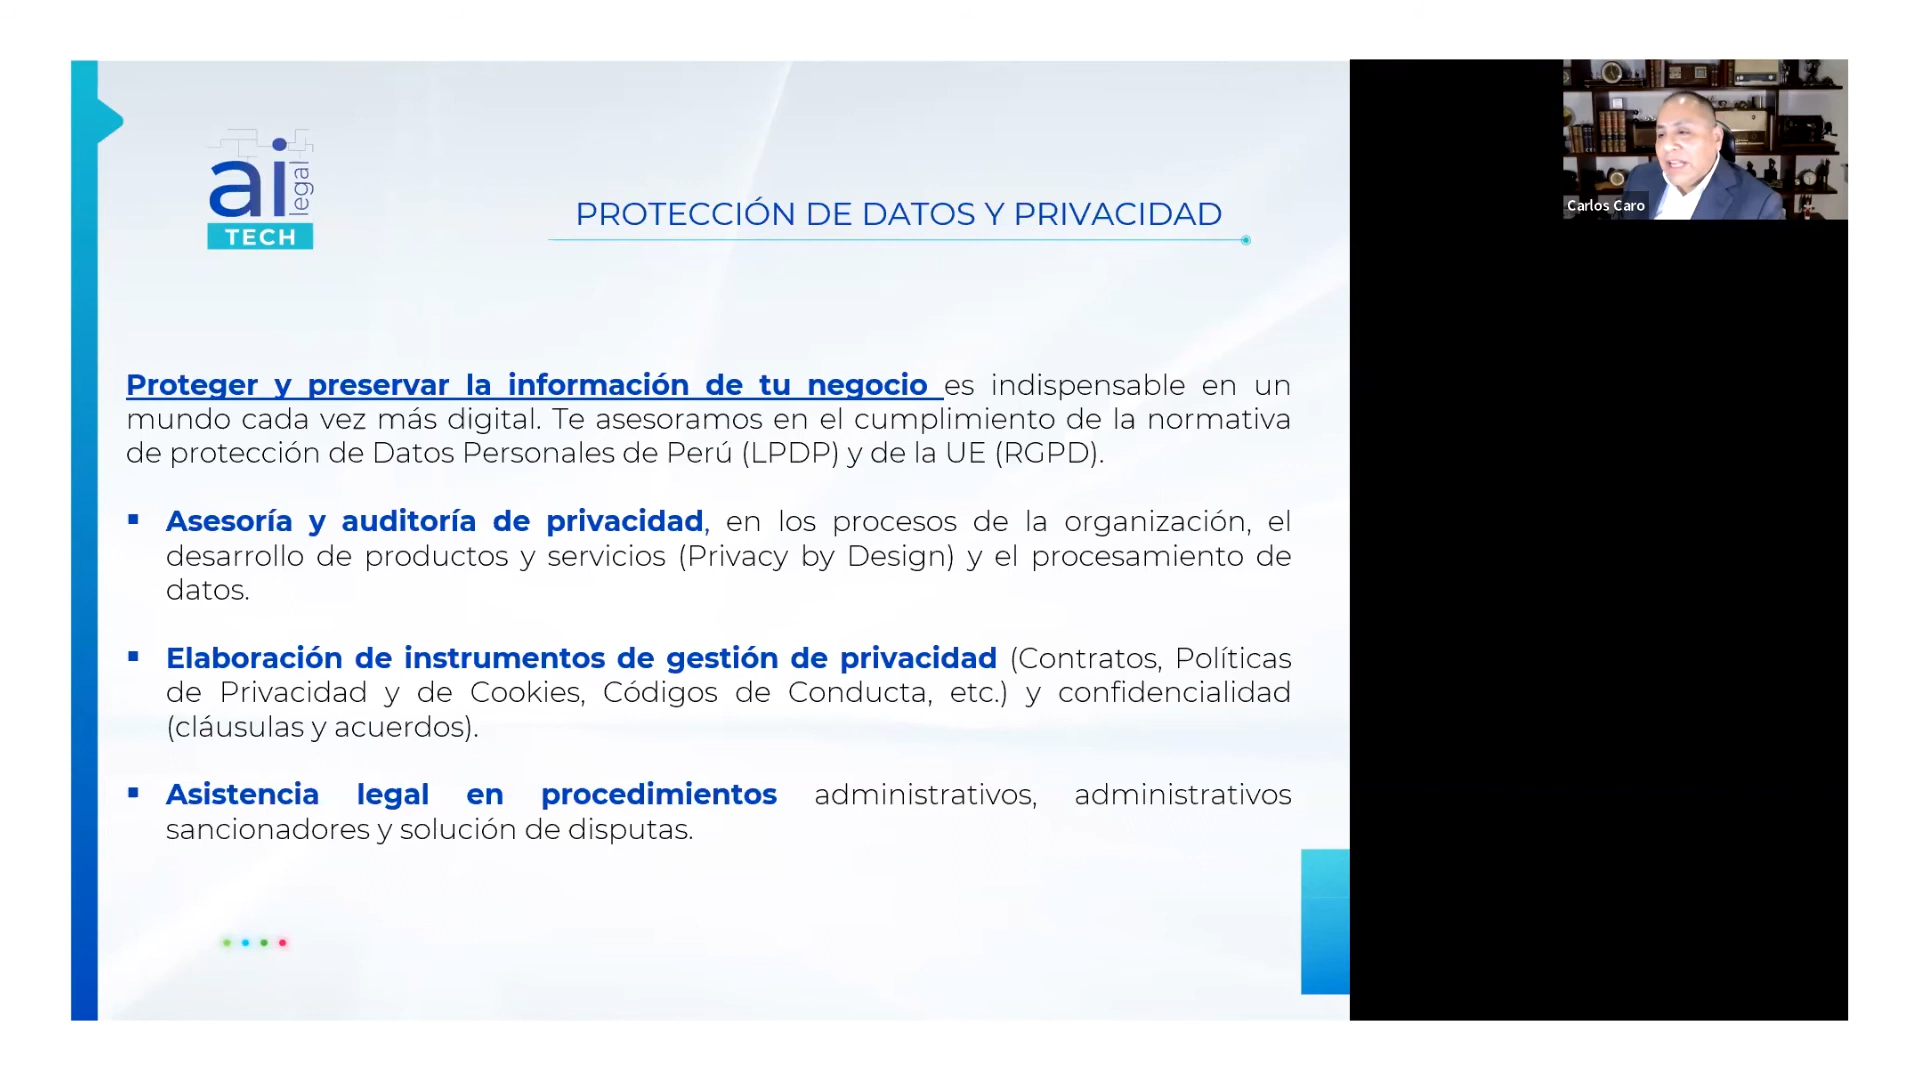 ai
legal
TECH
PROTECCIÓN DE DATOS Y PRIVACIDAD
Carlos Caro
Proteger y preservar la información de tu negocio es indispensable en un
mundo cada vez más digital. Te asesoramos en el cumplimiento de la normativa
de protección de Datos Personales de Perú (LPDP) y de la UE (RGPD).
▪ Asesoría y auditoría de privacidad, en los procesos de la organización, el
desarrollo de productos y servicios (Privacy by Design) y el procesamiento de
datos.
▪ Elaboración de instrumentos de gestión de privacidad (Contratos, Políticas
de Privacidad y de Cookies, Códigos de Conducta, etc.) y confidencialidad
(cláusulas y acuerdos).
▪ Asistencia legal en procedimientos administrativos, administrativos
sancionadores y solución de disputas.